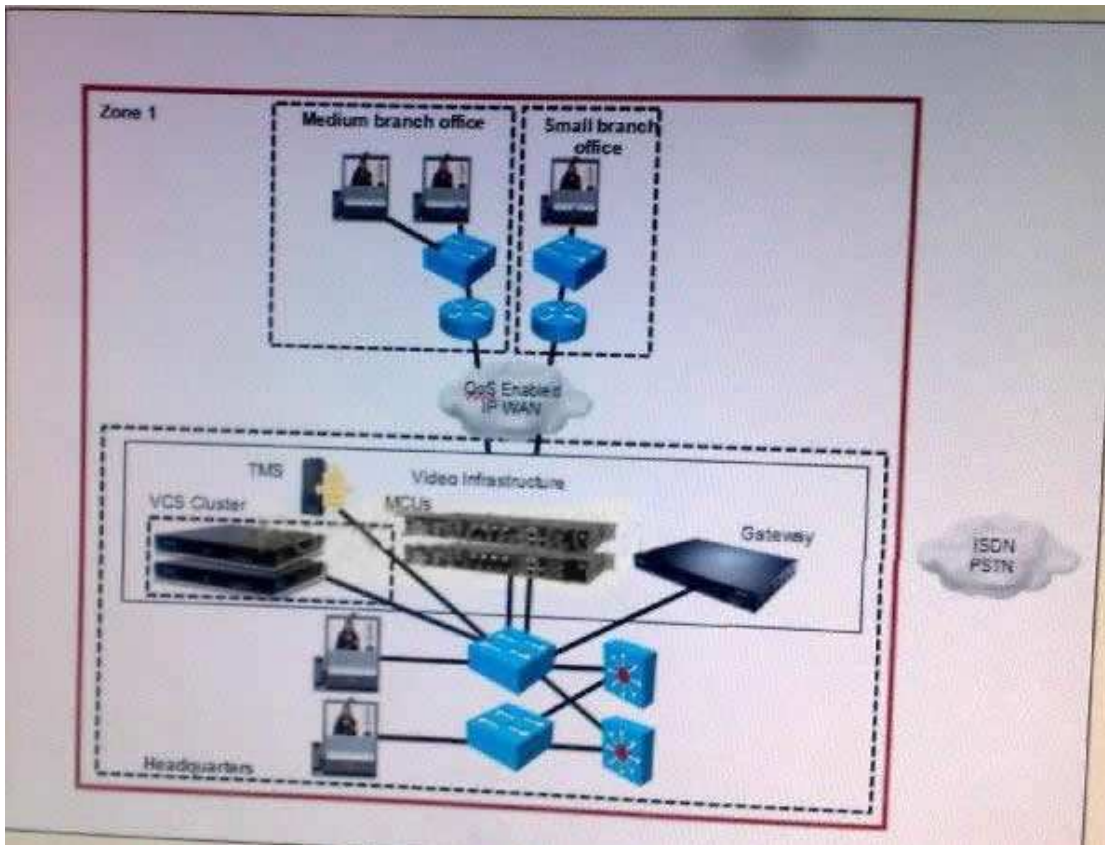 Zone 1
Medium branch office
Small branch
office
QoS Enabled
IP WAN
TMS
Video Infrastructure
VCS Cluster
MCUs
Gateway
ISDN
PSTN
Headquarters